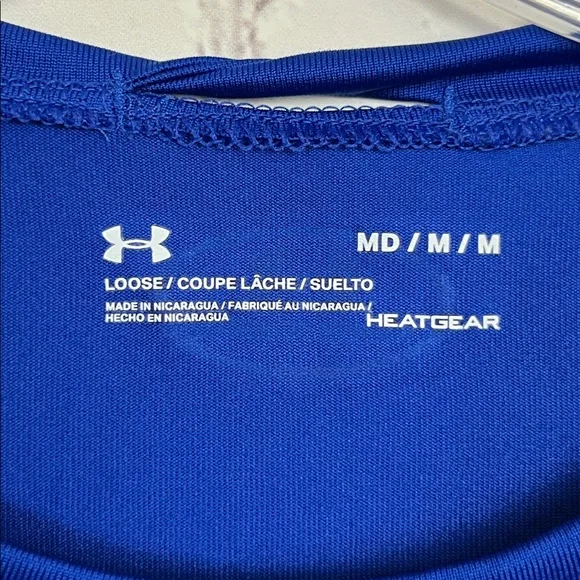 MD / M / M
LOOSE / COUPE LÂCHE / SUELTO
MADE IN NICARAGUA / FABRIQUÉ AU NICARAGUA /
HECHO EN NICARAGUA
HEATGEAR